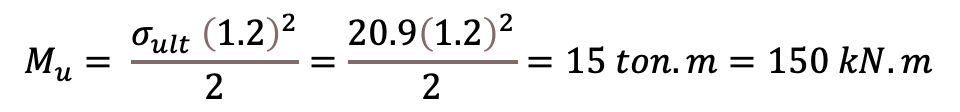 M_u = σ_ult (1.2)² / 2 = 20.9(1.2)² / 2 = 15 ton.m = 150 kN.m